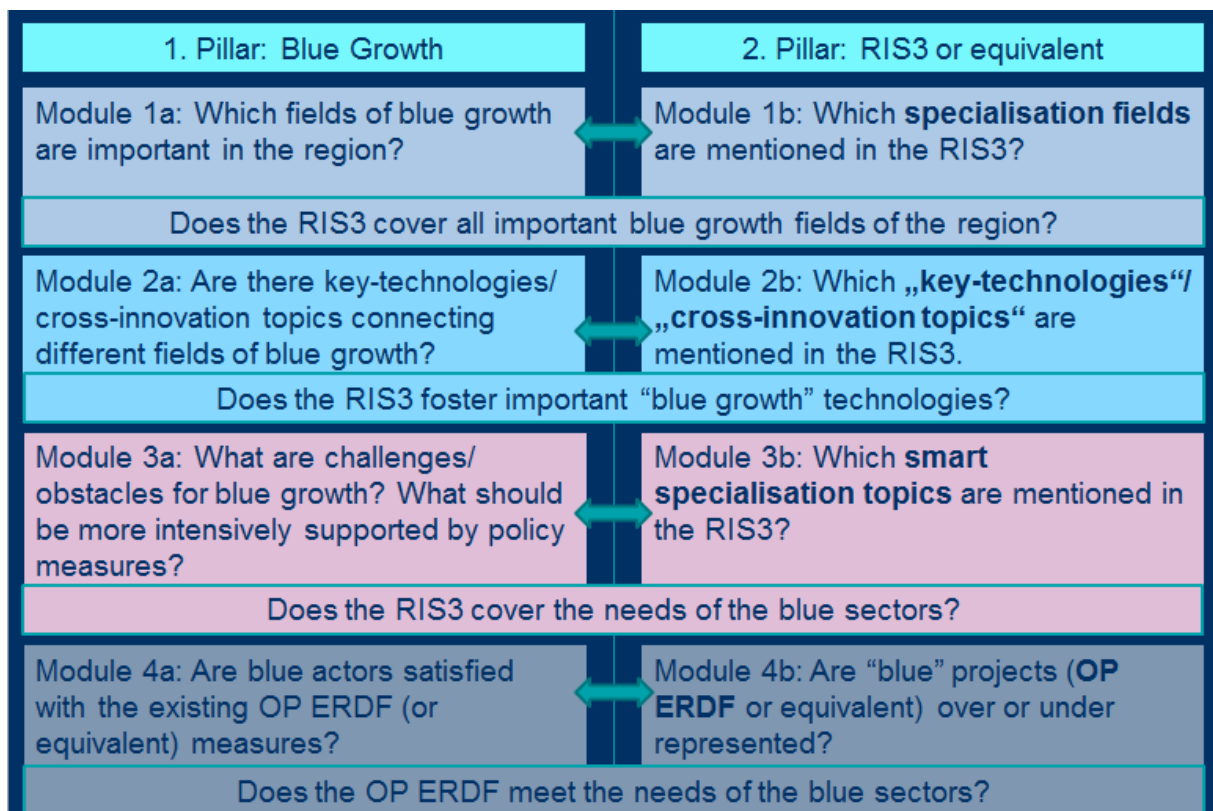 1. Pillar: Blue Growth
2. Pillar: RIS3 or equivalent
Module 1a: Which fields of blue growth
are important in the region?
Module 1b: Which specialisation fields
are mentioned in the RIS3?
Does the RIS3 cover all important blue growth fields of the region?
Module 2a: Are there key-technologies/
cross-innovation topics connecting
different fields of blue growth?
Module 2b: Which „key-technologies“/
„cross-innovation topics“ are
mentioned in the RIS3.
Does the RIS3 foster important “blue growth” technologies?
Module 3a: What are challenges/
obstacles for blue growth? What should
be more intensively supported by policy
measures?
Module 3b: Which smart
specialisation topics are mentioned in
the RIS3?
Does the RIS3 cover the needs of the blue sectors?
Module 4a: Are blue actors satisfied
with the existing OP ERDF (or
equivalent) measures?
Module 4b: Are “blue” projects (OP
ERDF or equivalent) over or under
represented?
Does the OP ERDF meet the needs of the blue sectors?